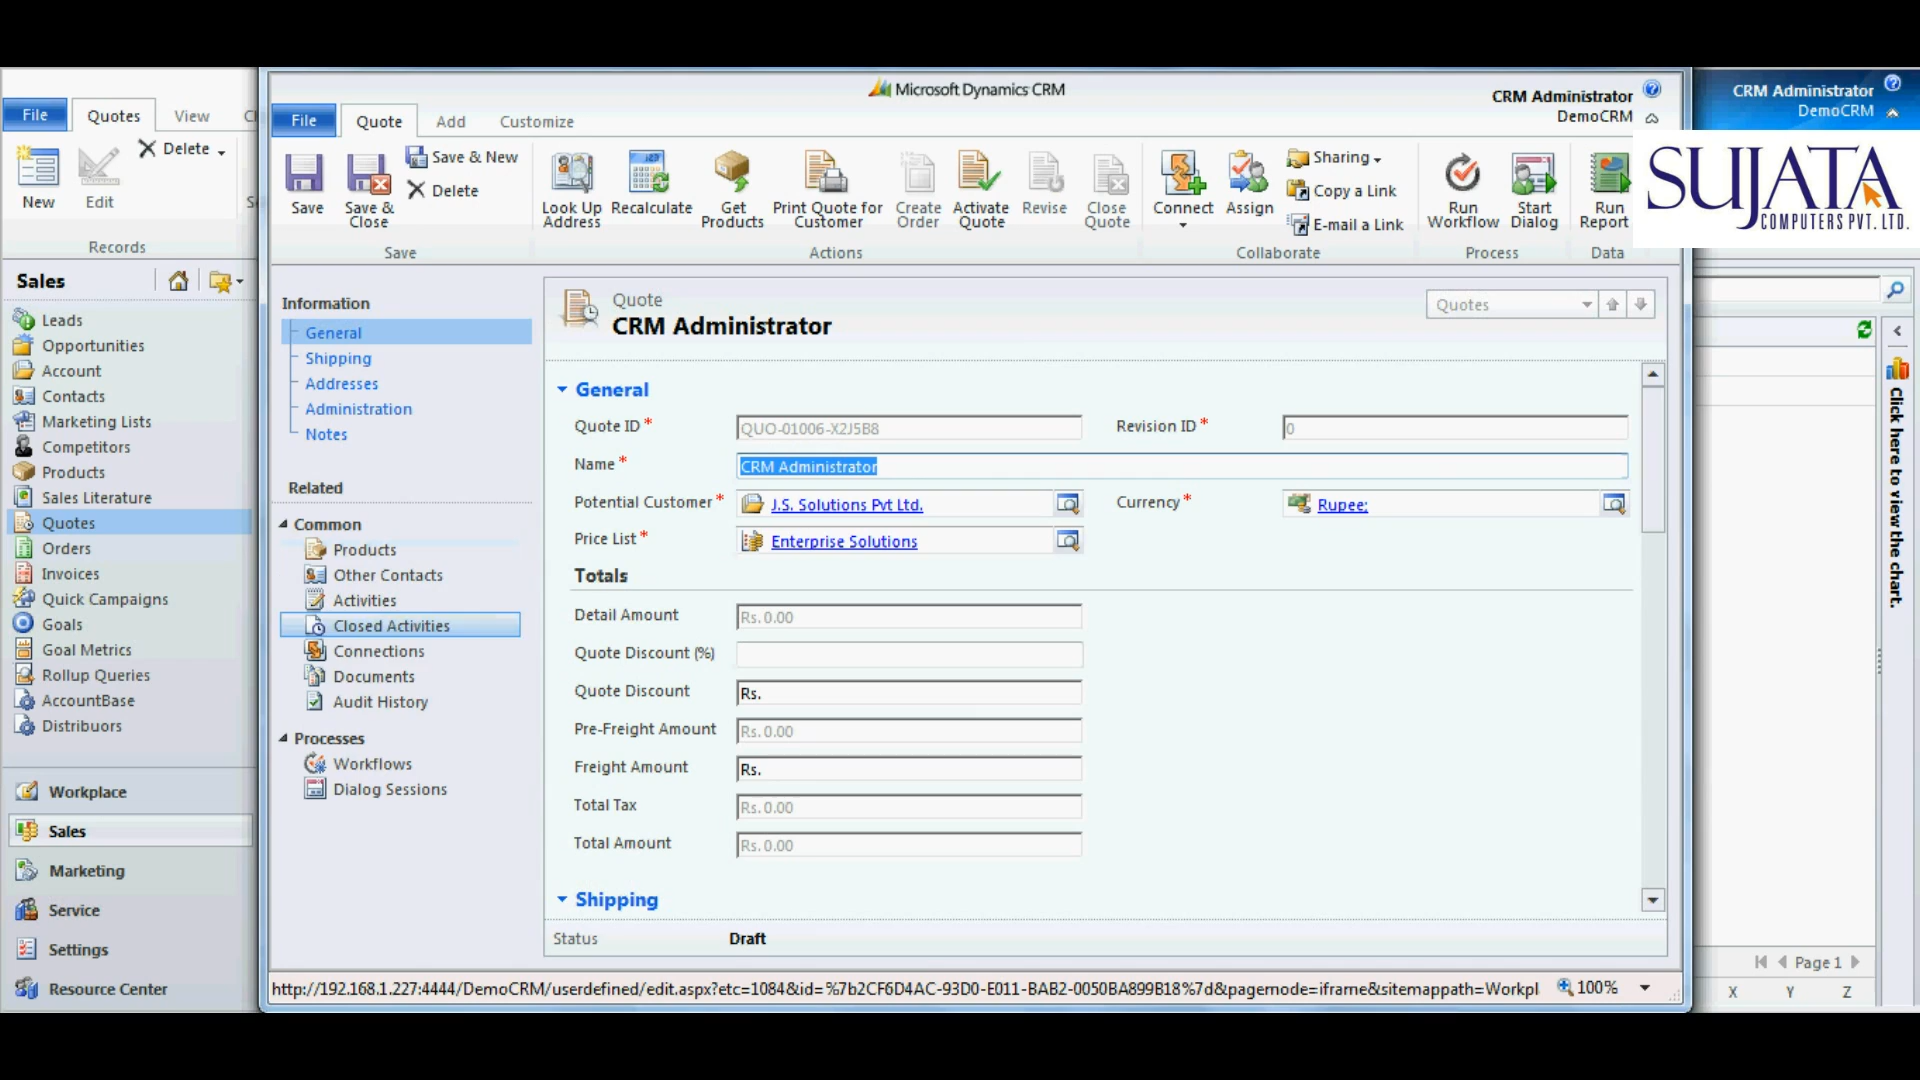 Microsoft Dynamics CRM
CRM Administrator
DemoCRM
CRM Administrator
DemoCRM
SUJATA
COMPUTERS PVT. LTD.
File
Quotes
View
New
Edit
Delete
Records
File
Quote
Add
Customize
Save
Save & Close
Save & New
Delete
Save
Look Up Address
Recalculate
Get Products
Print Quote for Customer
Create Order
Activate Quote
Revise
Close Quote
Actions
Connect
Assign
Sharing
Copy a Link
E-mail a Link
Collaborate
Run Workflow
Start Dialog
Process
Run Report
Data
Sales
Leads
Opportunities
Account
Contacts
Marketing Lists
Competitors
Products
Sales Literature
Quotes
Orders
Invoices
Quick Campaigns
Goals
Goal Metrics
Rollup Queries
AccountBase
Distribuors
Workplace
Sales
Marketing
Service
Settings
Resource Center
Information
General
Shipping
Addresses
Administration
Notes
Related
Common
Products
Other Contacts
Activities
Closed Activities
Connections
Documents
Audit History
Processes
Workflows
Dialog Sessions
Quote
CRM Administrator
Quotes
General
Quote ID * QUO-01006-X2J5B8
Revision ID * 0
Name * CRM Administrator
Potential Customer * J.S. Solutions Pvt Ltd.
Currency * Rupee;
Price List * Enterprise Solutions
Totals
Detail Amount Rs. 0.00
Quote Discount (%)
Quote Discount Rs.
Pre-Freight Amount Rs. 0.00
Freight Amount Rs.
Total Tax Rs. 0.00
Total Amount Rs. 0.00
Shipping
Status Draft
Click here to view the chart.
Page 1
X Y Z
http://192.168.1.227:4444/DemoCRM/userdefined/edit.aspx?etc=1084&id=%7b2CF6D4AC-93D0-E011-BAB2-0050BA899B18%7d&pagemode=iframe&sitemappath=Workpl
100%